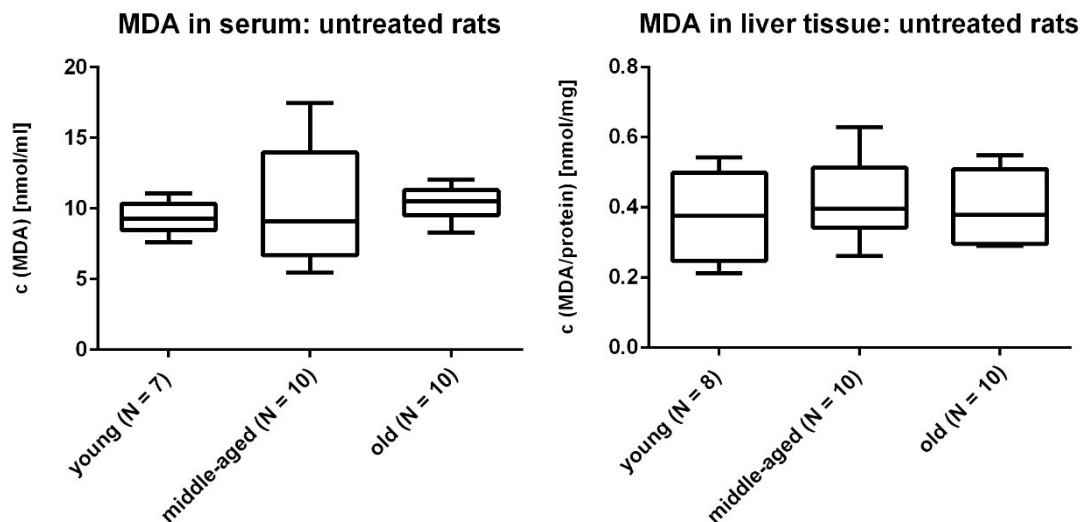 MDA in serum: untreated rats
c (MDA) [nmol/ml]
20
15
10
5
0
young (N = 7)
middle-aged (N = 10)
old (N = 10)
MDA in liver tissue: untreated rats
c (MDA/protein) [nmol/mg]
0.8
0.6
0.4
0.2
0.0
young (N = 8)
middle-aged (N = 10)
old (N = 10)